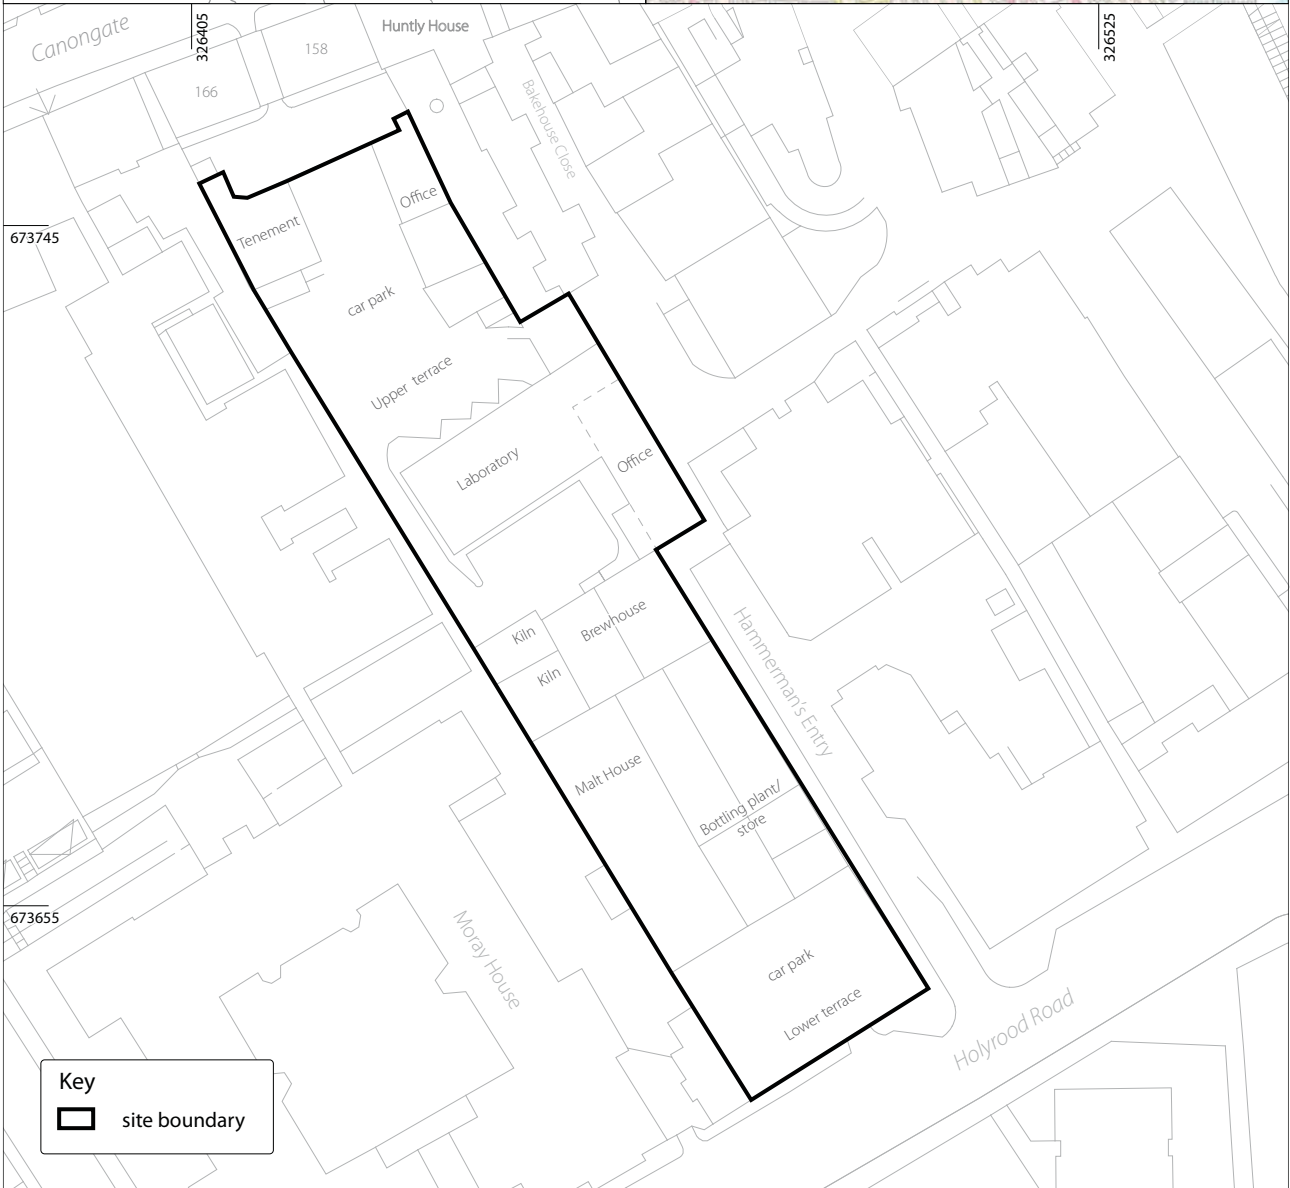 Canongate
326405
158
Huntly House
326525
166
Bakehouse Close
Office
Tenement
673745
car park
Upper terrace
Laboratory
Office
Kiln
Brewhouse
Kiln
Hammerman's Entry
Malt House
Bottling plant/
store
673655
Moray House
car park
Lower terrace
Holyrood Road
Key
site boundary